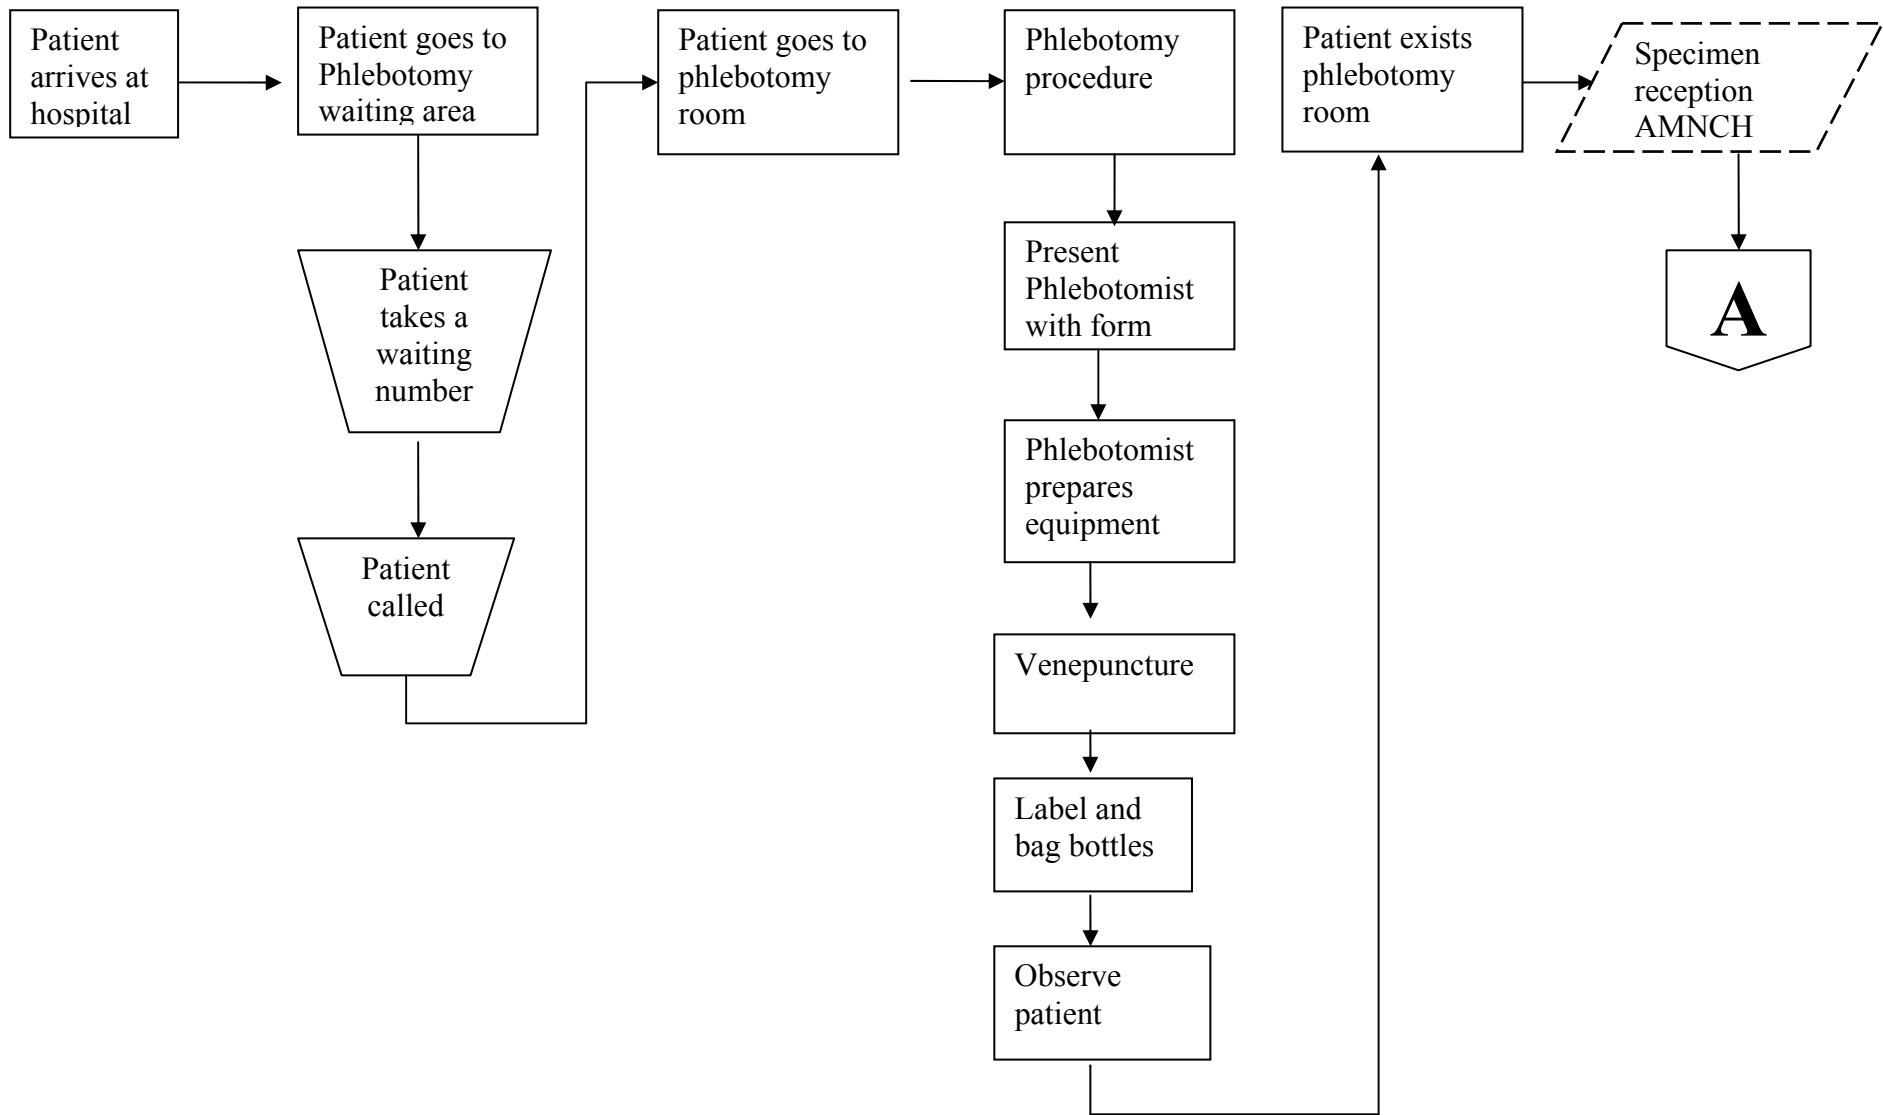 Patient
arrives at
hospital
Patient goes to
Phlebotomy
waiting area
Patient
takes a
waiting
number
Patient
called
Patient goes to
phlebotomy
room
Phlebotomy
procedure
Present
Phlebotomist
with form
Phlebotomist
prepares
equipment
Venepuncture
Label and
bag bottles
Observe
patient
Patient exists
phlebotomy
room
Specimen
reception
AMNCH
A